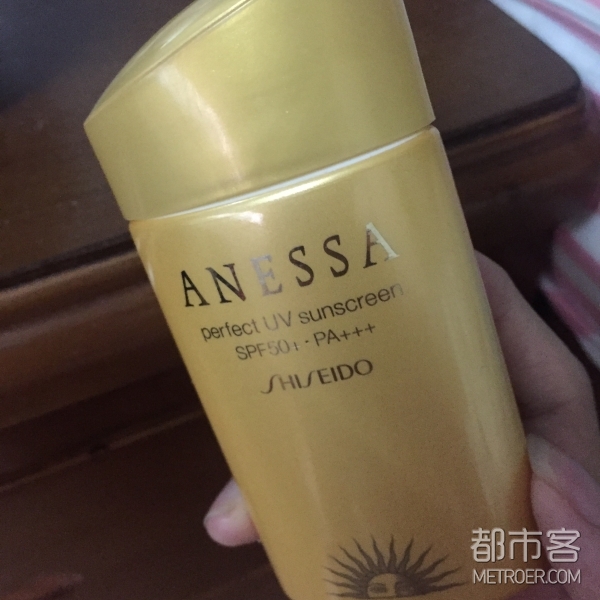 ANESSA
perfect UV sunscreen
SPF50+・PA+++
SHISEIDO
都市客
METROER.COM